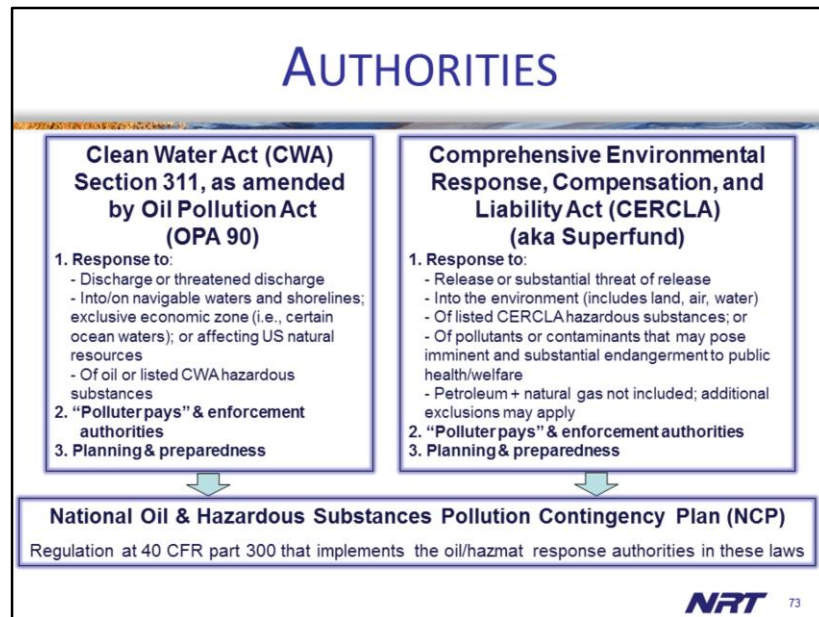 AUTHORITIES
Clean Water Act (CWA)
Section 311, as amended
by Oil Pollution Act
(OPA 90)
1. Response to:
- Discharge or threatened discharge
- Into/on navigable waters and shorelines;
exclusive economic zone (i.e., certain
ocean waters); or affecting US natural
resources
- Of oil or listed CWA hazardous
substances
2. “Polluter pays” & enforcement
authorities
3. Planning & preparedness
Comprehensive Environmental
Response, Compensation, and
Liability Act (CERCLA)
(aka Superfund)
1. Response to:
- Release or substantial threat of release
- Into the environment (includes land, air, water)
- Of listed CERCLA hazardous substances; or
- Of pollutants or contaminants that may pose
imminent and substantial endangerment to public
health/welfare
- Petroleum + natural gas not included; additional
exclusions may apply
2. “Polluter pays” & enforcement authorities
3. Planning & preparedness
National Oil & Hazardous Substances Pollution Contingency Plan (NCP)
Regulation at 40 CFR part 300 that implements the oil/hazmat response authorities in these laws
NRT 73